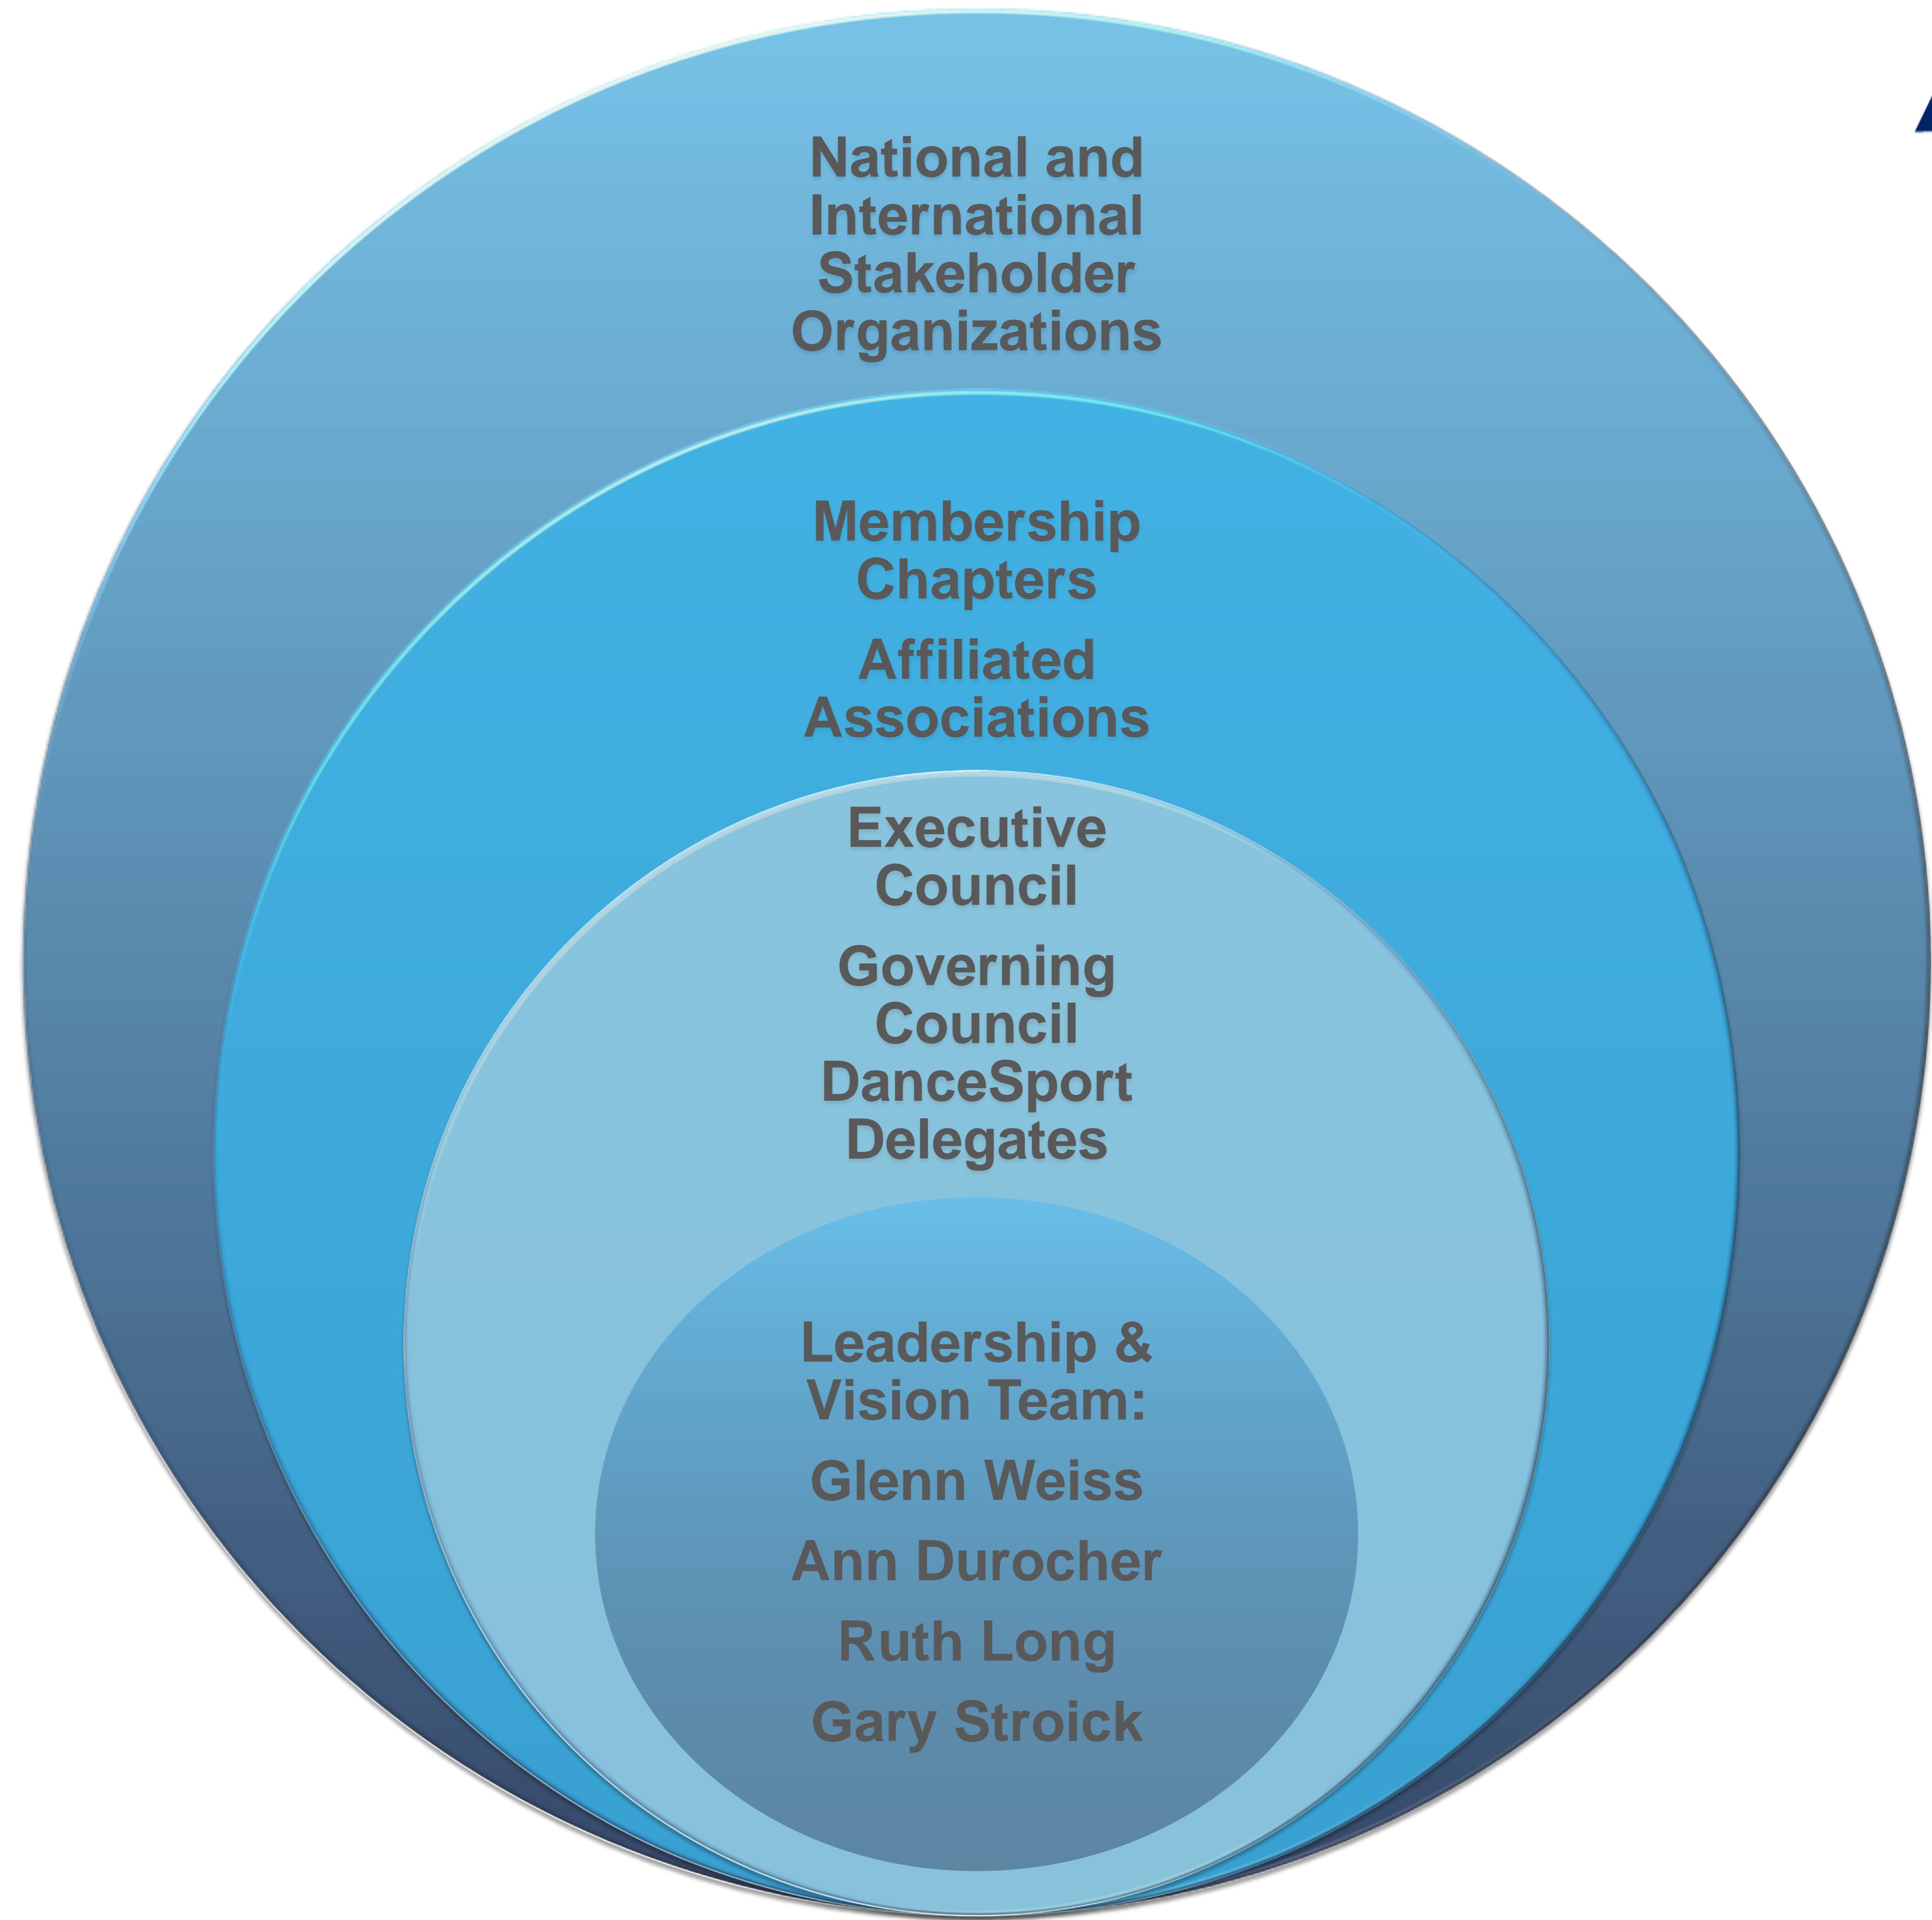 National and
International
Stakeholder
Organizations
Membership
Chapters
Affiliated
Associations
Executive
Council
Governing
Council
DanceSport
Delegates
Leadership &
Vision Team:
Glenn Weiss
Ann Durocher
Ruth Long
Gary Stroick